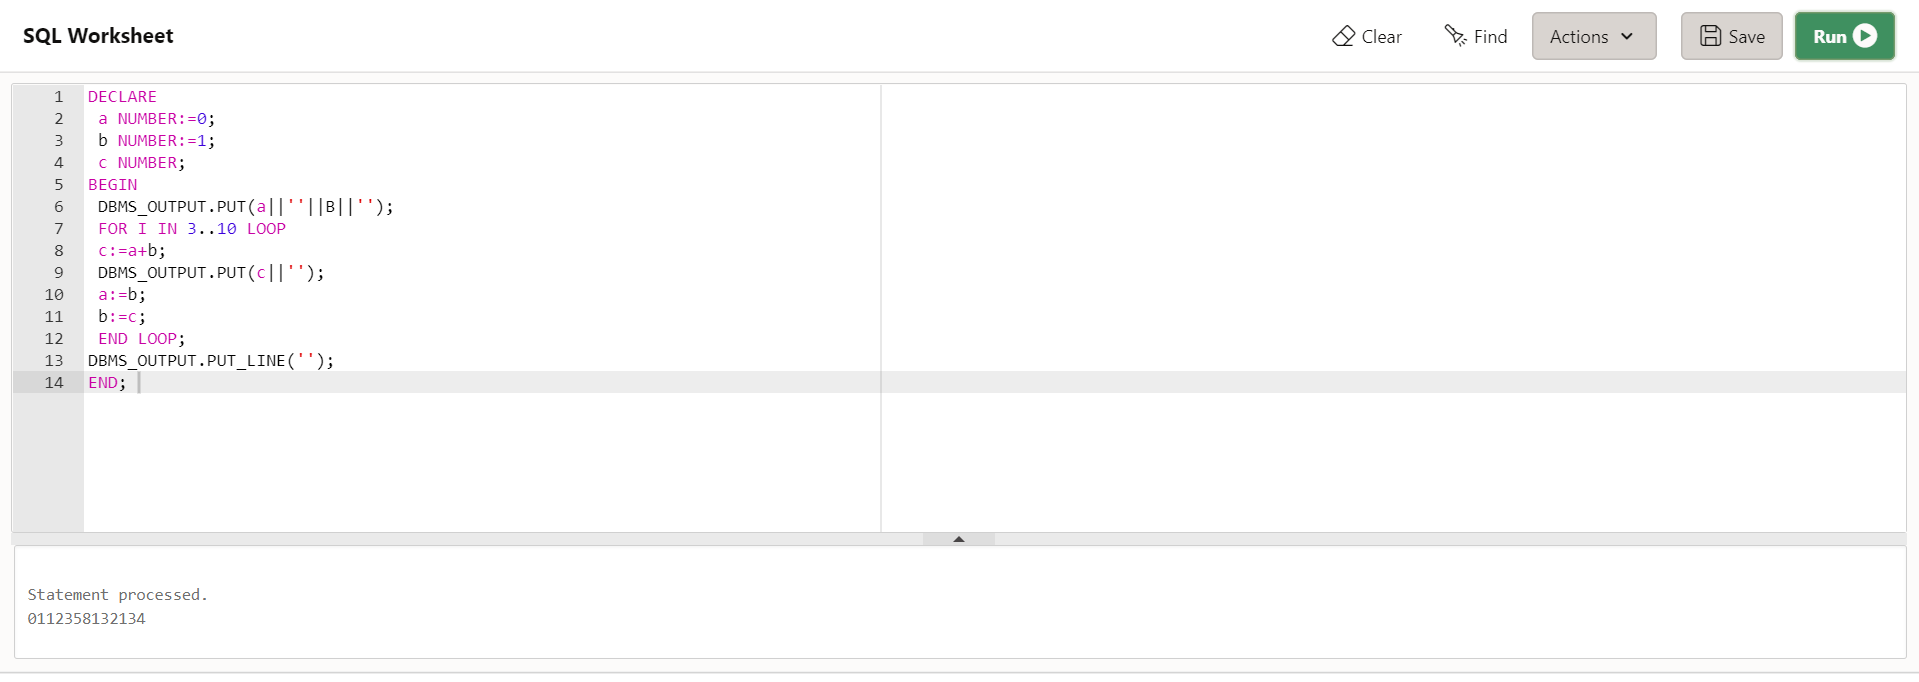 SQL Worksheet
Clear
Find
Actions
Save
Run
1 DECLARE
2 a NUMBER:=0;
3 b NUMBER:=1;
4 c NUMBER;
5 BEGIN
6 DBMS_OUTPUT.PUT(a||''||B||'');
7 FOR I IN 3..10 LOOP
8 c:=a+b;
9 DBMS_OUTPUT.PUT(c||'');
10 a:=b;
11 b:=c;
12 END LOOP;
13 DBMS_OUTPUT.PUT_LINE('');
14 END;
Statement processed.
0112358132134